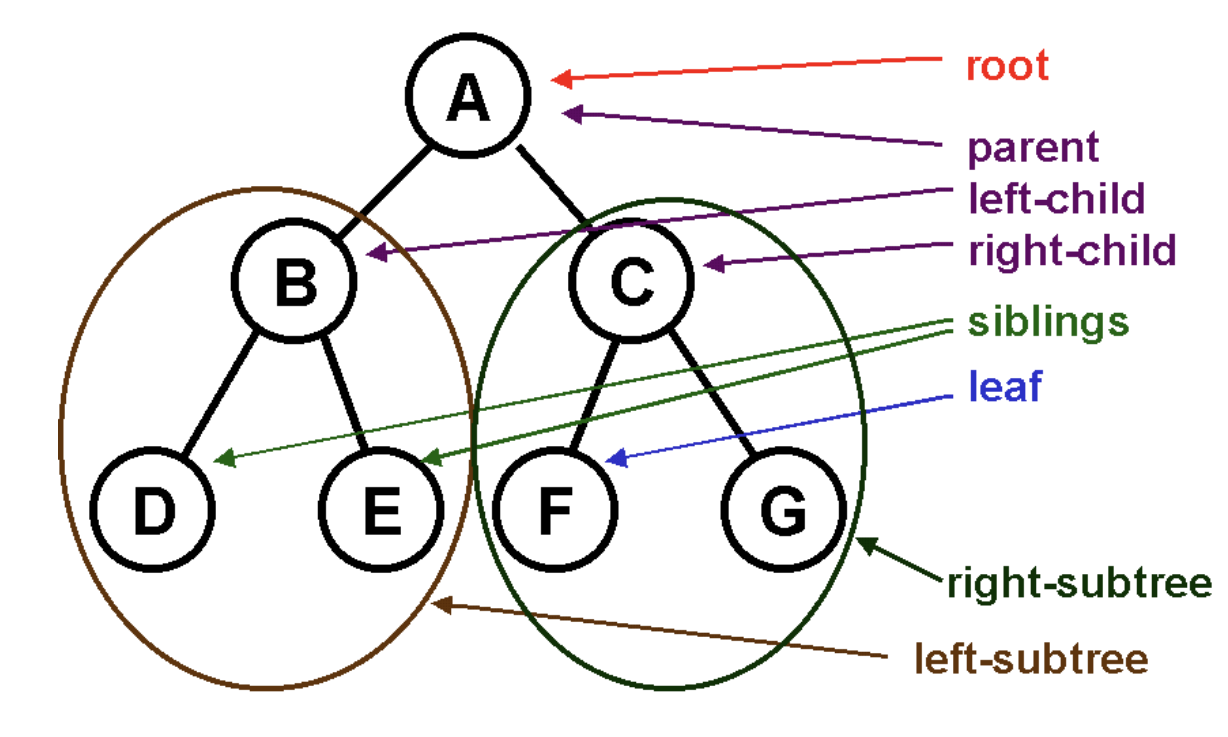 A
root
parent
left-child
B
C
right-child
siblings
leaf
D
E
F
G
right-subtree
left-subtree